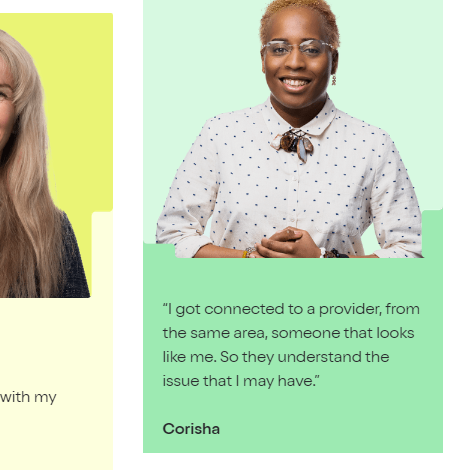 with my
“I got connected to a provider, from
the same area, someone that looks
like me. So they understand the
issue that I may have.”
Corisha